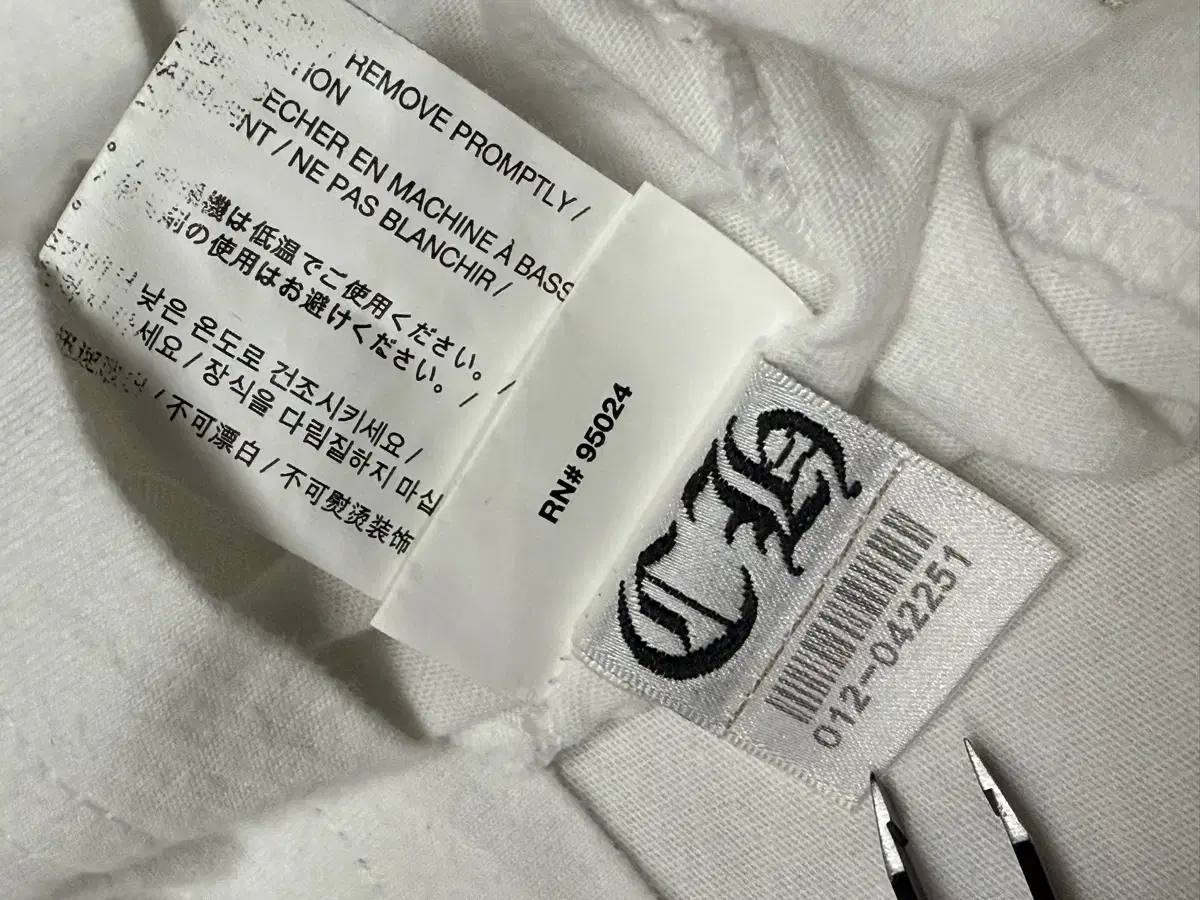 REMOVE PROMPTLY /
ION
ECHER EN MACHINE À BASS
ENT / NE PAS BLANCHIR /
機は低温でご使用ください。 /
剤の使用はお避けください。 /
낮은 온도로 건조시키세요 /
세요 / 장식을 다림질하지 마십
/ 不可漂白 / 不可熨烫装饰
RN# 95024
CH
012-042251